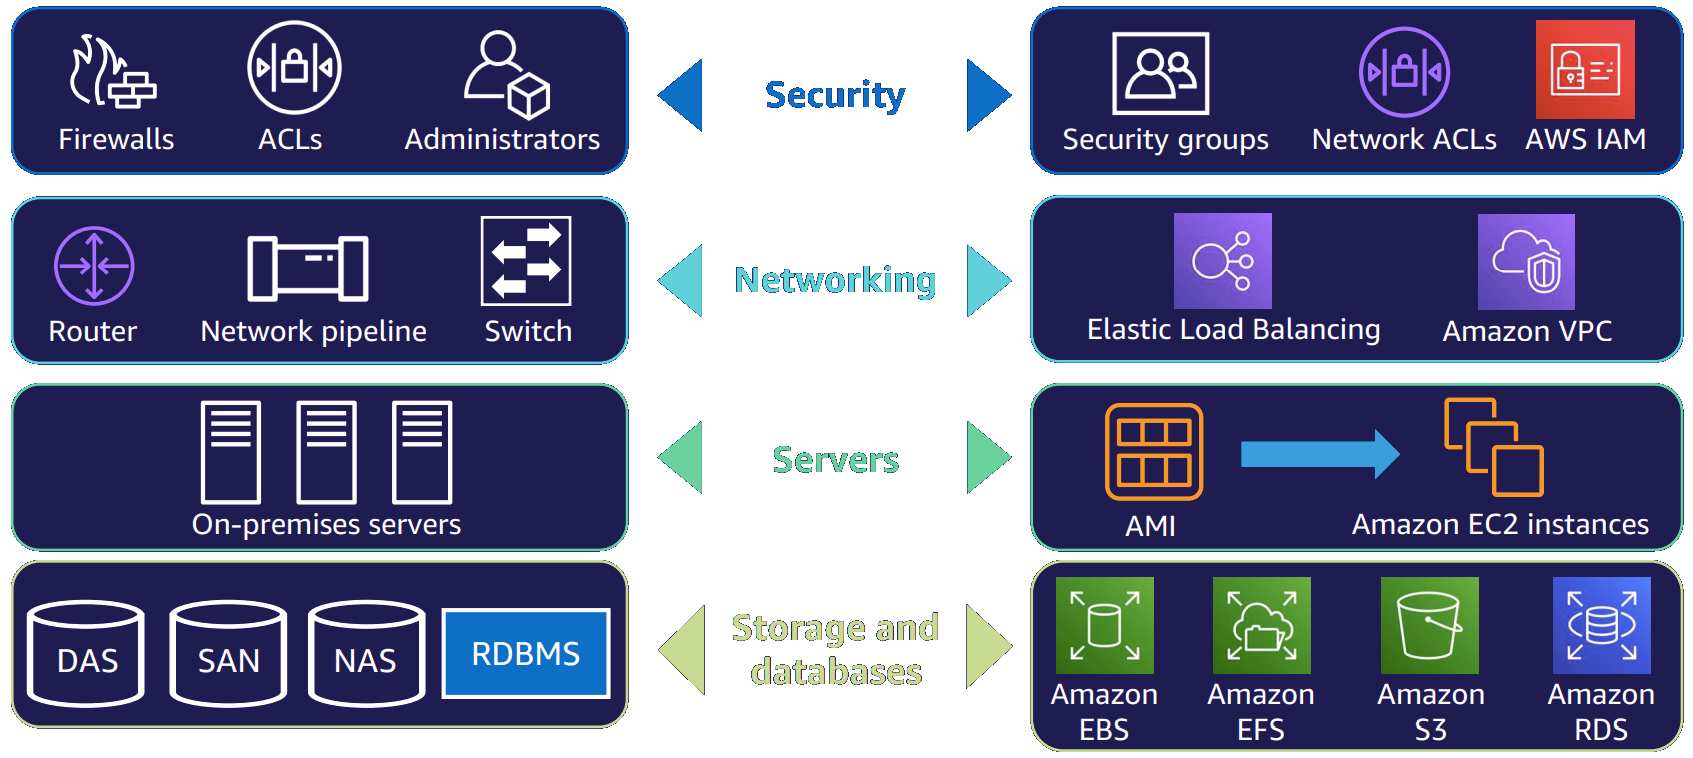 Firewalls
ACLs
Administrators
Security
Security groups
Network ACLs
AWS IAM
Router
Network pipeline
Switch
Networking
Elastic Load Balancing
Amazon VPC
On-premises servers
Servers
AMI
Amazon EC2 instances
DAS
SAN
NAS
RDBMS
Storage and
databases
Amazon
EBS
Amazon
EFS
Amazon
S3
Amazon
RDS